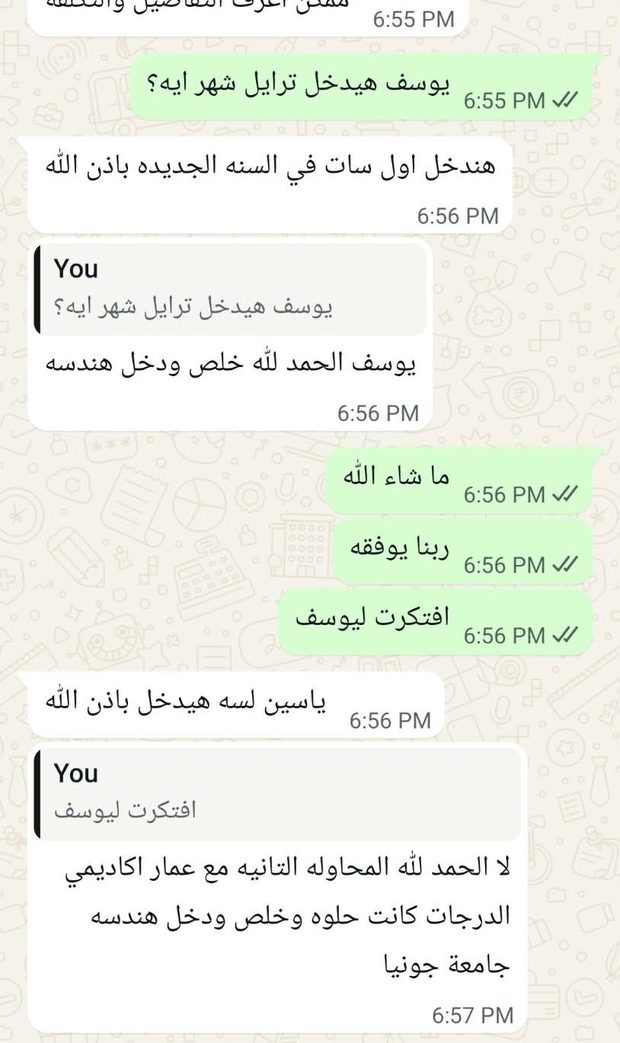 ممكن اعرف التفاصيل والتكلفه
6:55 PM
يوسف هيدخل ترايل شهر ايه؟
6:55 PM
هندخل اول سات في السنه الجديده باذن الله
6:56 PM
You
يوسف هيدخل ترايل شهر ايه؟
يوسف الحمد لله خلص ودخل هندسه
6:56 PM
ما شاء الله
6:56 PM
ربنا يوفقه
6:56 PM
افتكرت ليوسف
6:56 PM
ياسين لسه هيدخل باذن الله
6:56 PM
You
افتكرت ليوسف
لا الحمد لله المحاوله التانيه مع عمار اكاديمي
الدرجات كانت حلوه وخلص ودخل هندسه
جامعة جونيا
6:57 PM